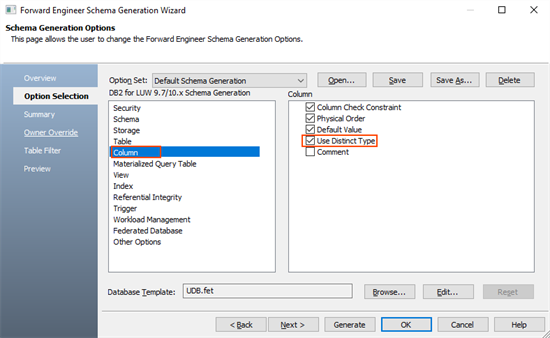 Forward Engineer Schema Generation Wizard
Schema Generation Options
This page allows the user to change the Forward Engineer Schema Generation Options.
Overview
Option Selection
Summary
Owner Override
Table Filter
Preview
Option Set: Default Schema Generation Open... Save Save As... Delete
DB2 for LUW 9.7/10.x Schema Generation
Security
Schema
Storage
Table
Column
Materialized Query Table
View
Index
Referential Integrity
Trigger
Workload Management
Federated Database
Other Options
Column
Column Check Constraint
Physical Order
Default Value
Use Distinct Type
Comment
Database Template: UDB.fet Browse... Edit... Reset
< Back Next > Generate OK Cancel Help